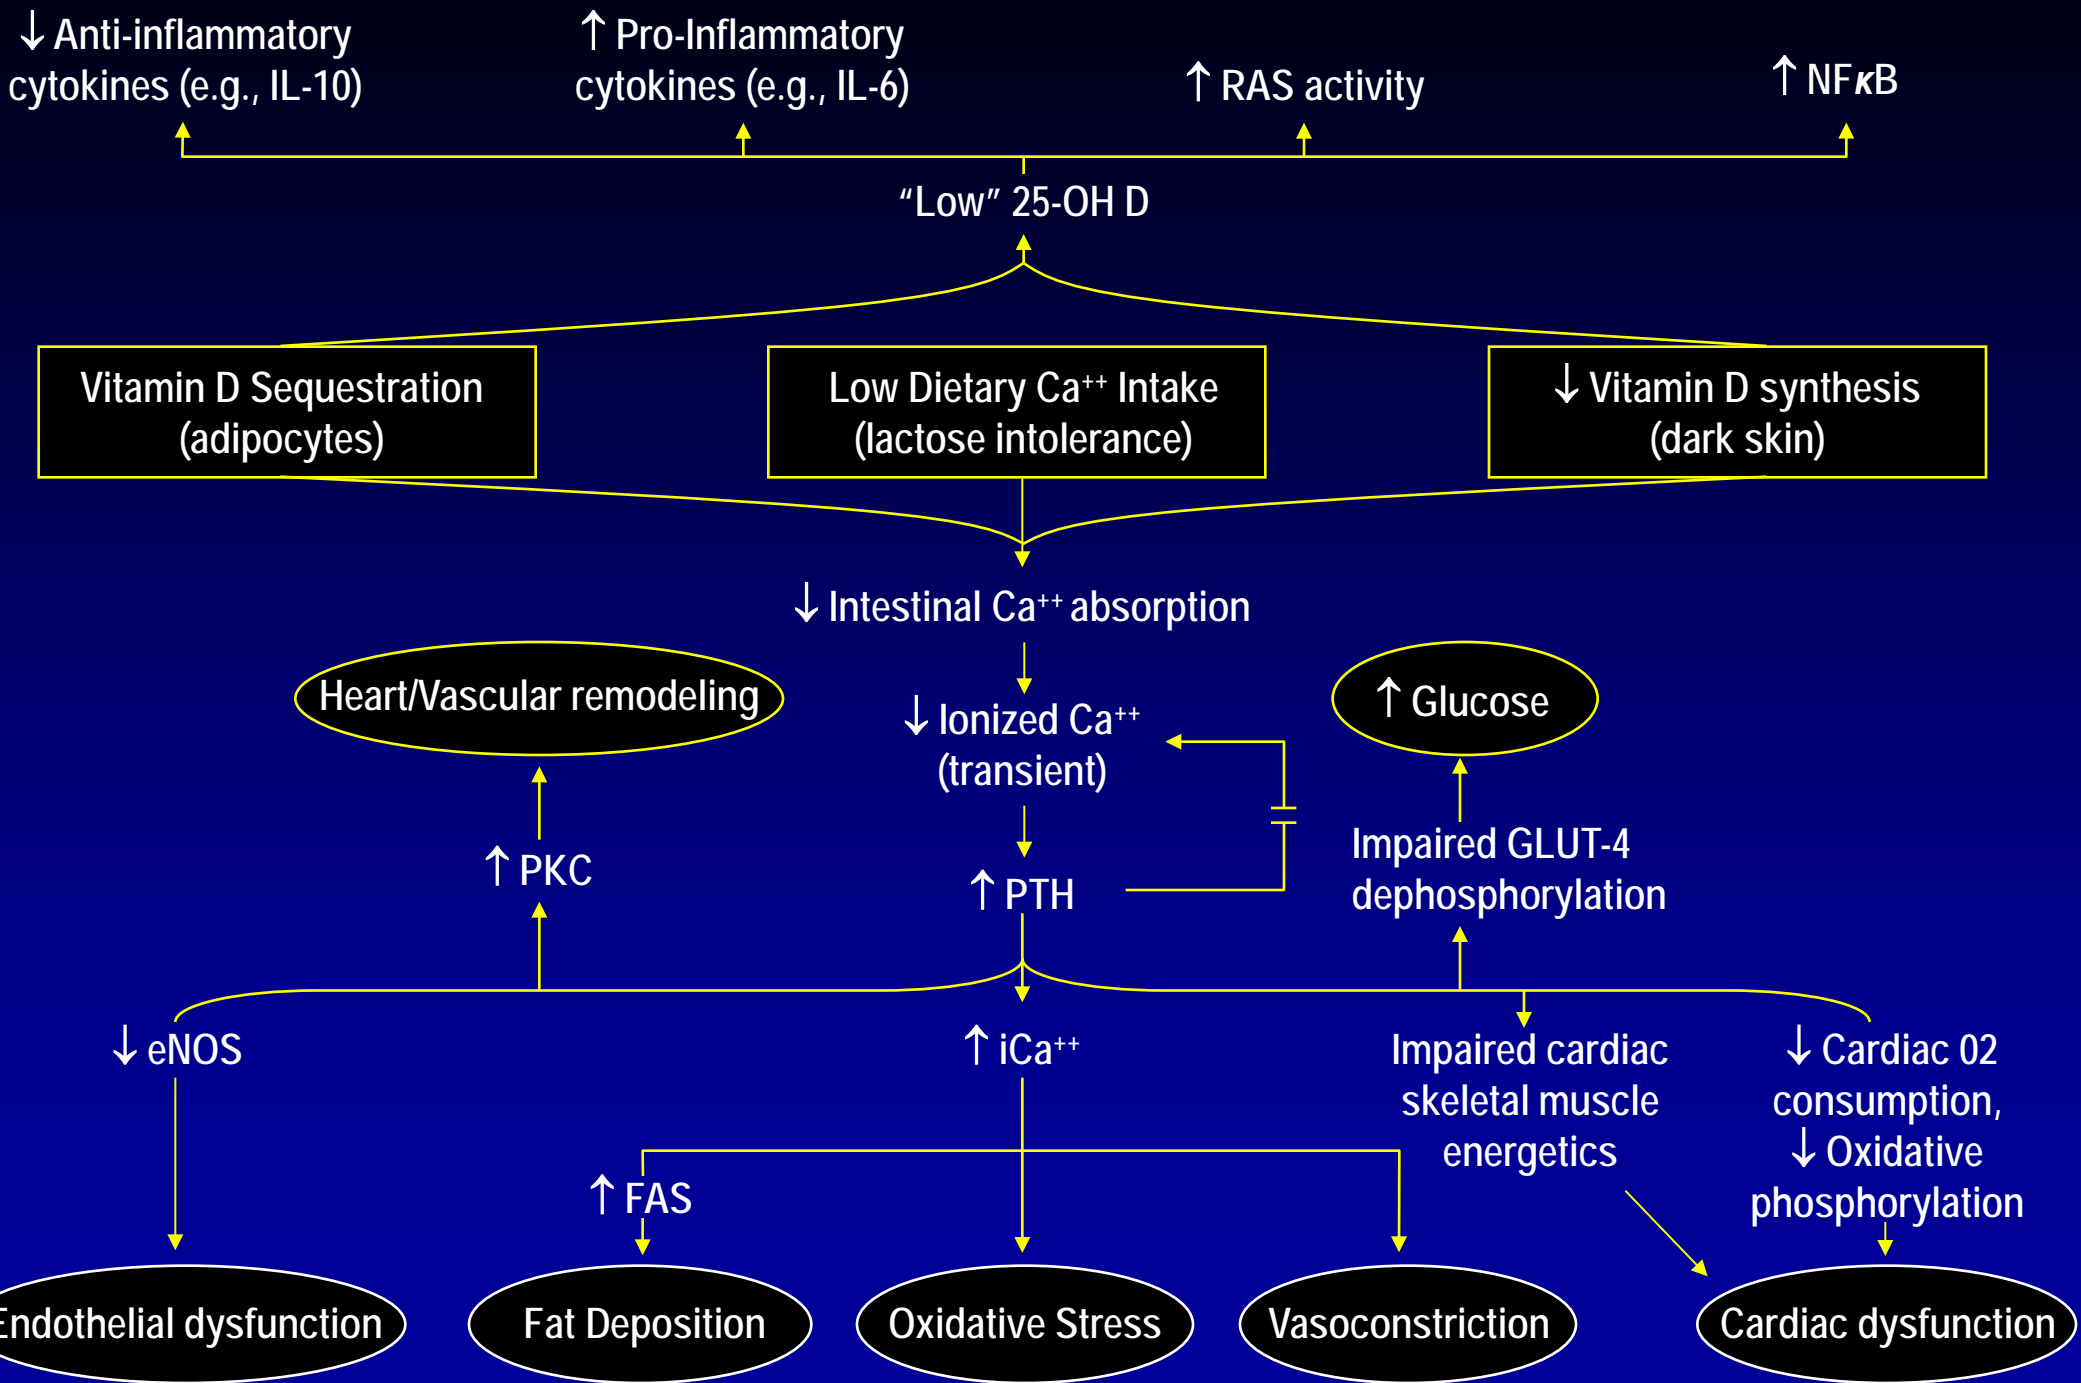 ↓ Anti-inflammatory
cytokines (e.g., IL-10)
↑ Pro-Inflammatory
cytokines (e.g., IL-6)
↑ RAS activity
↑ NFκB
“Low” 25-OH D
Vitamin D Sequestration
(adipocytes)
Low Dietary Ca⁺⁺ Intake
(lactose intolerance)
↓ Vitamin D synthesis
(dark skin)
↓ Intestinal Ca⁺⁺ absorption
Heart/Vascular remodeling
↓ Ionized Ca⁺⁺
(transient)
↑ Glucose
↑ PKC
↑ PTH
Impaired GLUT-4
dephosphorylation
↓ eNOS
↑ iCa⁺⁺
Impaired cardiac
skeletal muscle
energetics
↓ Cardiac 02
consumption,
↓ Oxidative
phosphorylation
↑ FAS
Endothelial dysfunction
Fat Deposition
Oxidative Stress
Vasoconstriction
Cardiac dysfunction